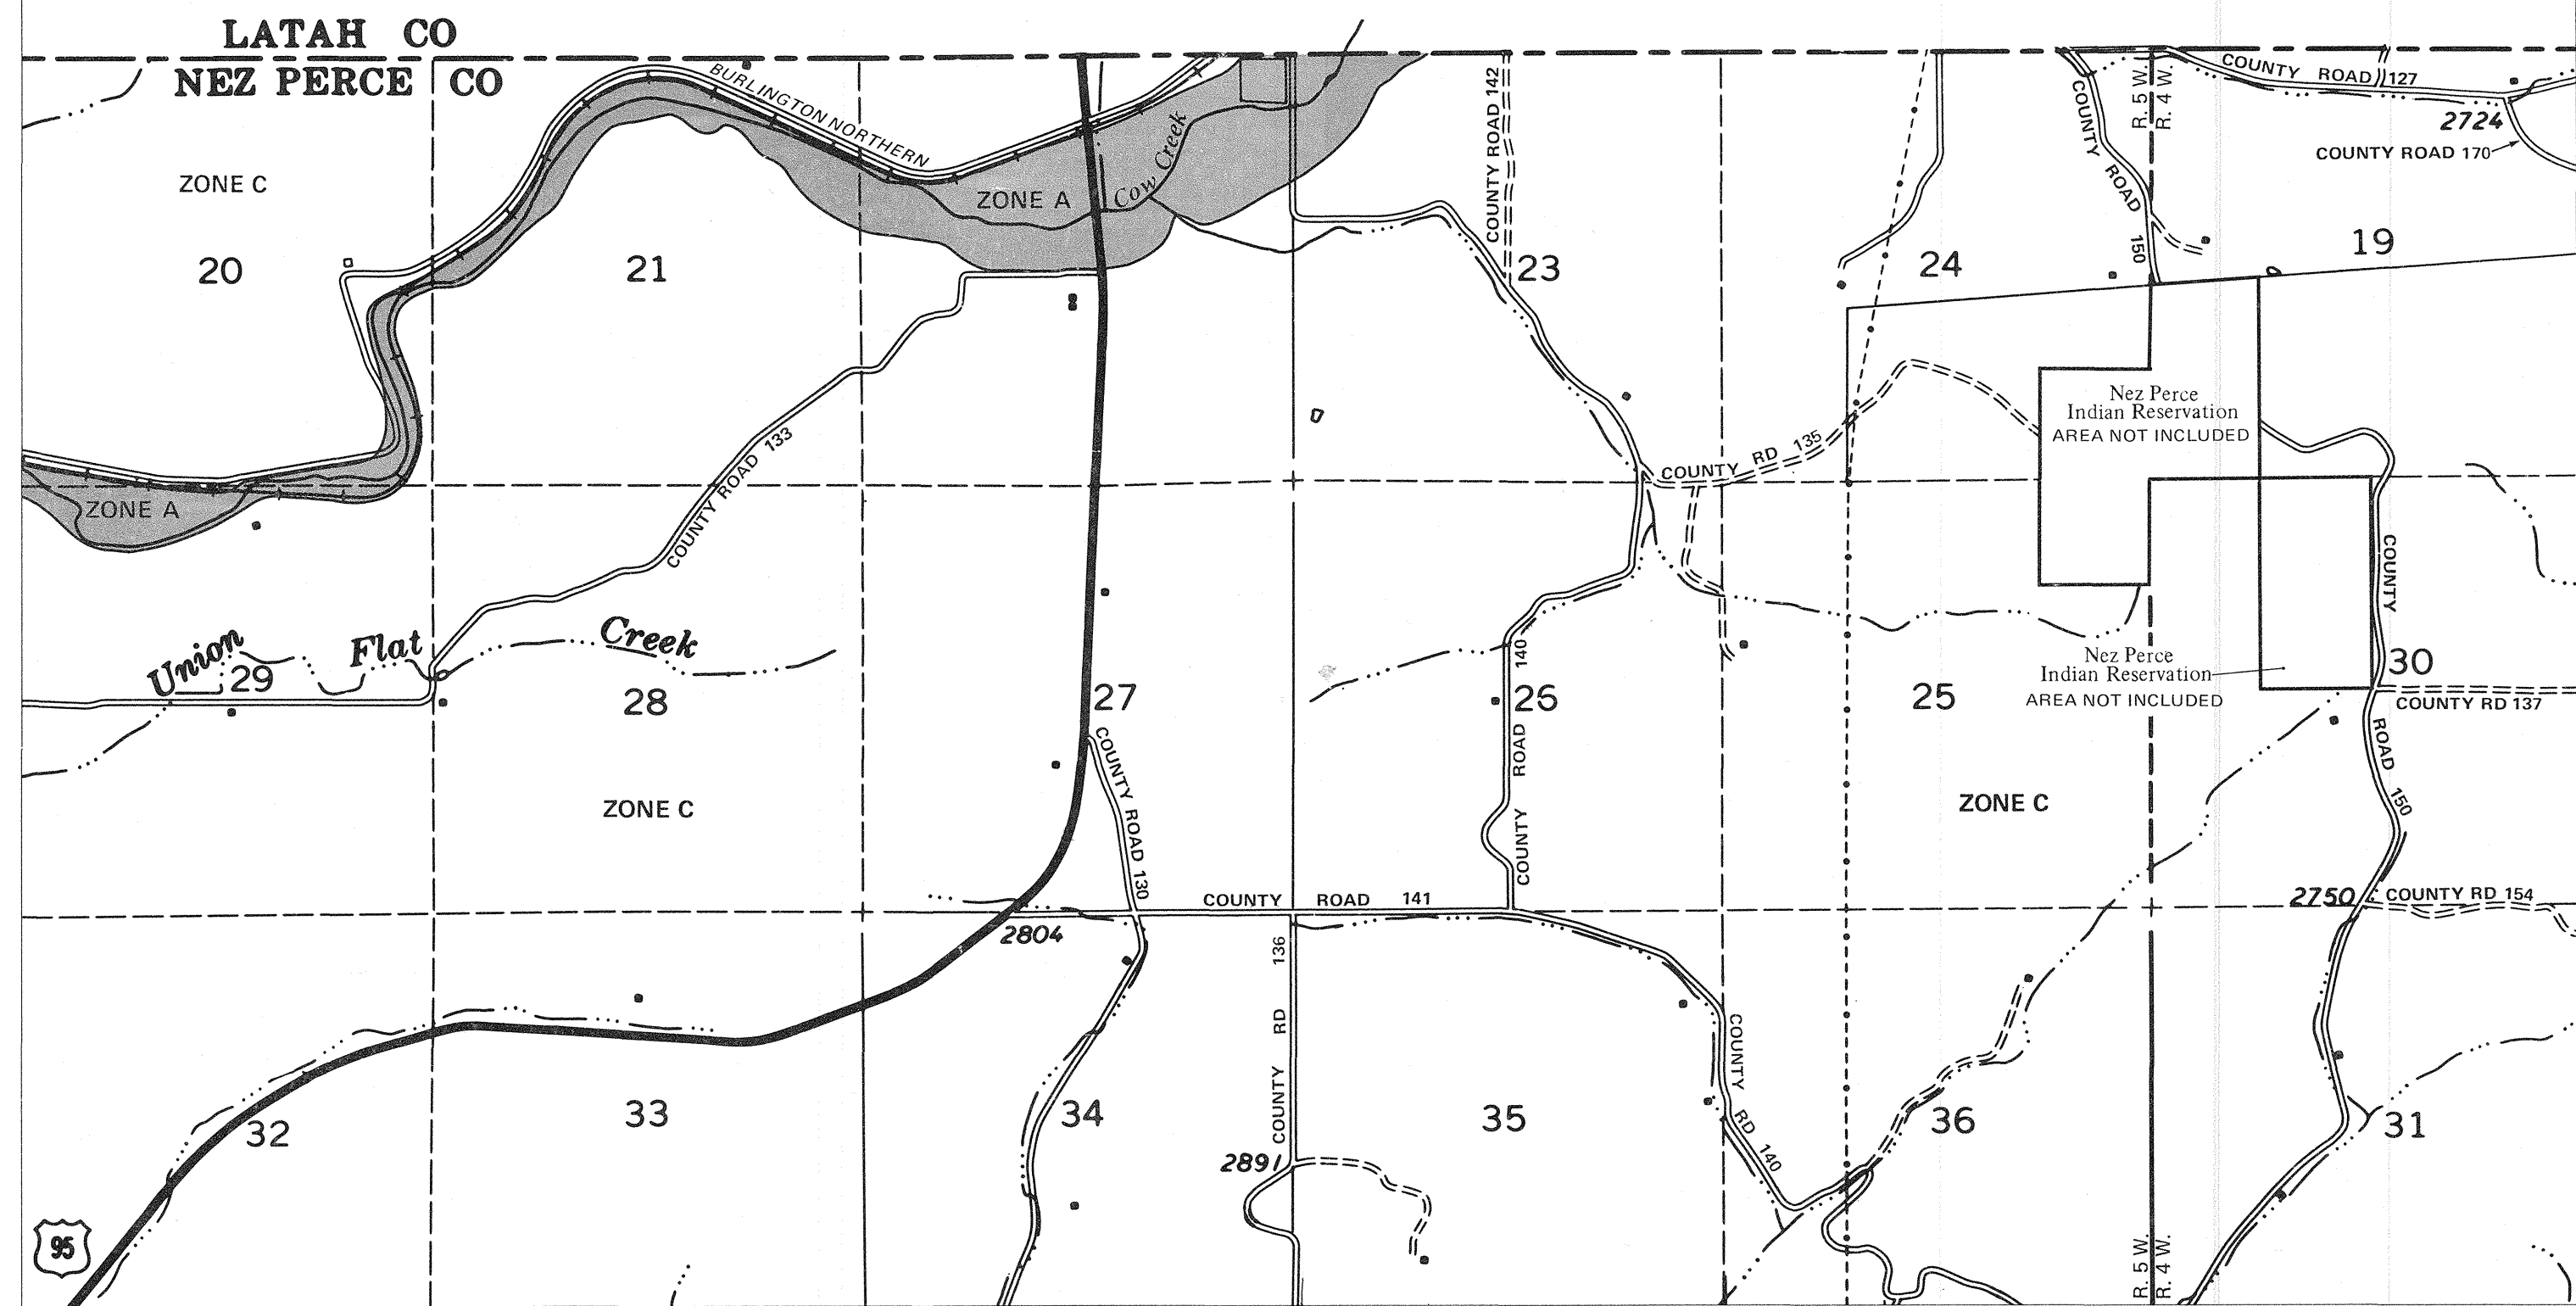 LATAH CO
NEZ PERCE CO
BURLINGTON NORTHERN
Cow Creek
ZONE A
ZONE C
COUNTY ROAD 142
COUNTY ROAD 150
R. 5 W.
R. 4 W.
COUNTY ROAD 127
2724
COUNTY ROAD 170
20
21
23
24
19
Nez Perce
Indian Reservation
AREA NOT INCLUDED
COUNTY ROAD 133
COUNTY RD 135
ZONE A
Union Flat Creek
29
28
27
26
25
30
Nez Perce
Indian Reservation
AREA NOT INCLUDED
COUNTY RD 137
COUNTY ROAD 150
COUNTY ROAD 140
COUNTY ROAD 130
ZONE C
ZONE C
COUNTY ROAD 141
2804
2750
COUNTY RD 154
COUNTY RD 136
COUNTY RD 140
32
33
34
35
36
31
2891
95
R. 5 W.
R. 4 W.